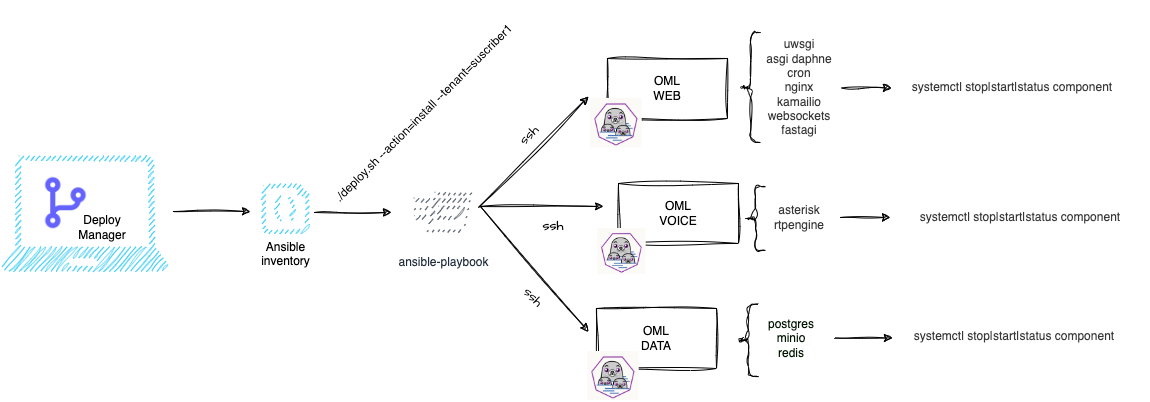 Deploy
Manager
Ansible
inventory
./deploy.sh --action=install --tenant=suscriber1
ansible-playbook
ssh
ssh
ssh
OML
WEB
uwsgi
asgi daphne
cron
nginx
kamailio
websockets
fastagi
systemctl stop|start|status component
OML
VOICE
asterisk
rtpengine
systemctl stop|start|status component
OML
DATA
postgres
minio
redis
systemctl stop|start|status component